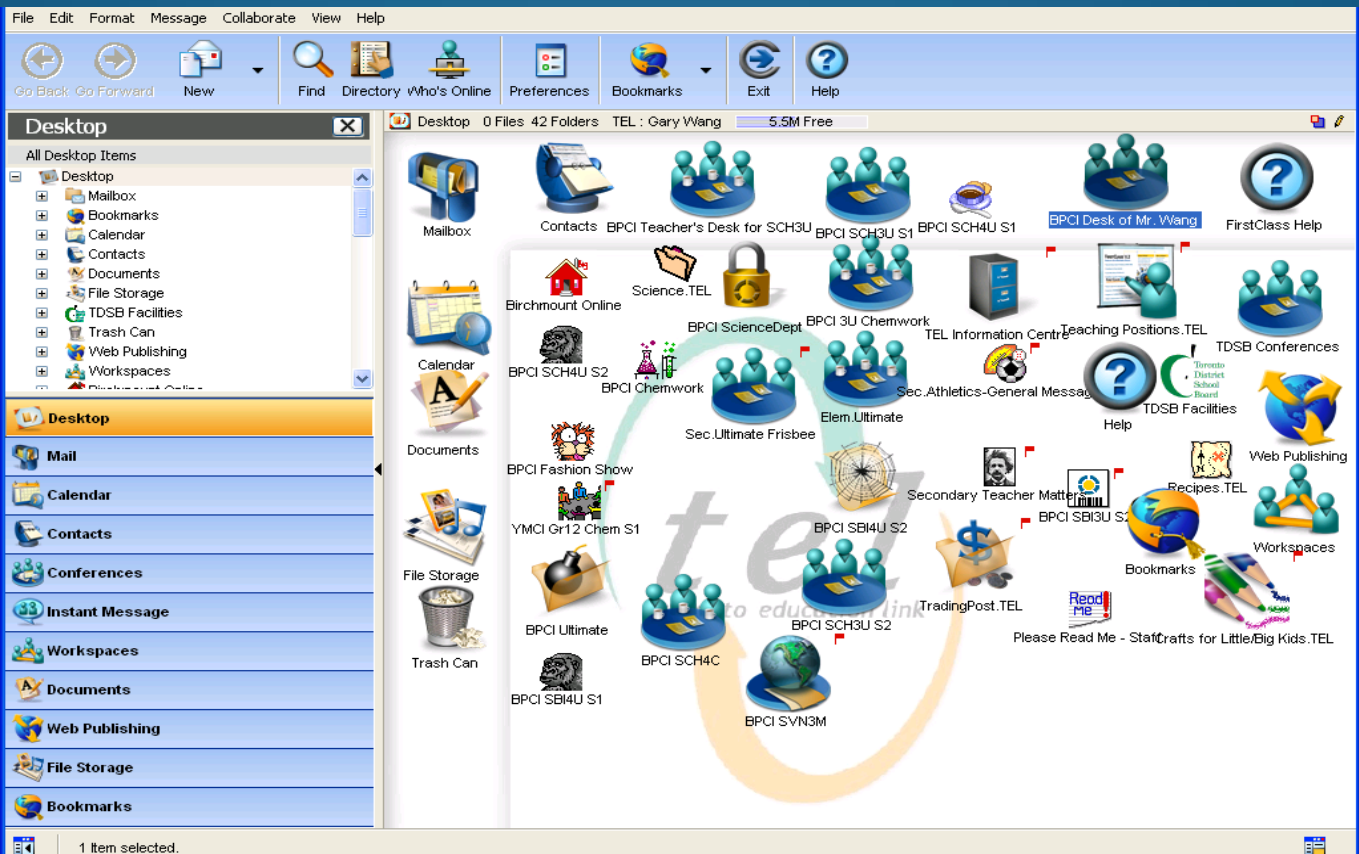 File Edit Format Message Collaborate View Help
Go Back Go Forward New Find Directory Who's Online Preferences Bookmarks Exit Help
Desktop
Desktop 0 Files 42 Folders TEL : Gary Wang 5.5M Free
All Desktop Items
Desktop
Mailbox
Bookmarks
Calendar
Contacts
Documents
File Storage
TDSB Facilities
Trash Can
Web Publishing
Workspaces
Birchmount Online
Desktop
Mail
Calendar
Contacts
Conferences
33
Instant Message
Workspaces
Documents
Web Publishing
File Storage
Bookmarks
Mailbox
Contacts
BPCI Teacher's Desk for SCH3U
BPCI SCH3U S1
BPCI SCH4U S1
BPCI Desk of Mr. Wang
FirstClass Help
Birchmount Online
Science.TEL
BPCI ScienceDept
BPCI 3U Chemwork
TEL Information Centre
Teaching Positions.TEL
TDSB Conferences
Calendar
BPCI SCH4U S2
BPCI Chemwork
Sec.Ultimate Frisbee
Elem.Ultimate
Sec.Athletics-General Messag
Help
Toronto
District
School
Board
TDSB Facilities
Web Publishing
Documents
BPCI Fashion Show
YMCI Gr12 Chem S1
BPCI SBI4U S2
Secondary Teacher Matters
BPCI SBI3U S2
Recipes.TEL
Bookmarks
Workspaces
File Storage
BPCI Ultimate
BPCI SCH4C
BPCI SCH3U S2
TradingPost.TEL
Read
me!
Please Read Me - Staff
Crafts for Little/Big Kids.TEL
Trash Can
BPCI SBI4U S1
BPCI SVN3M
tel
to education link
1 Item selected.